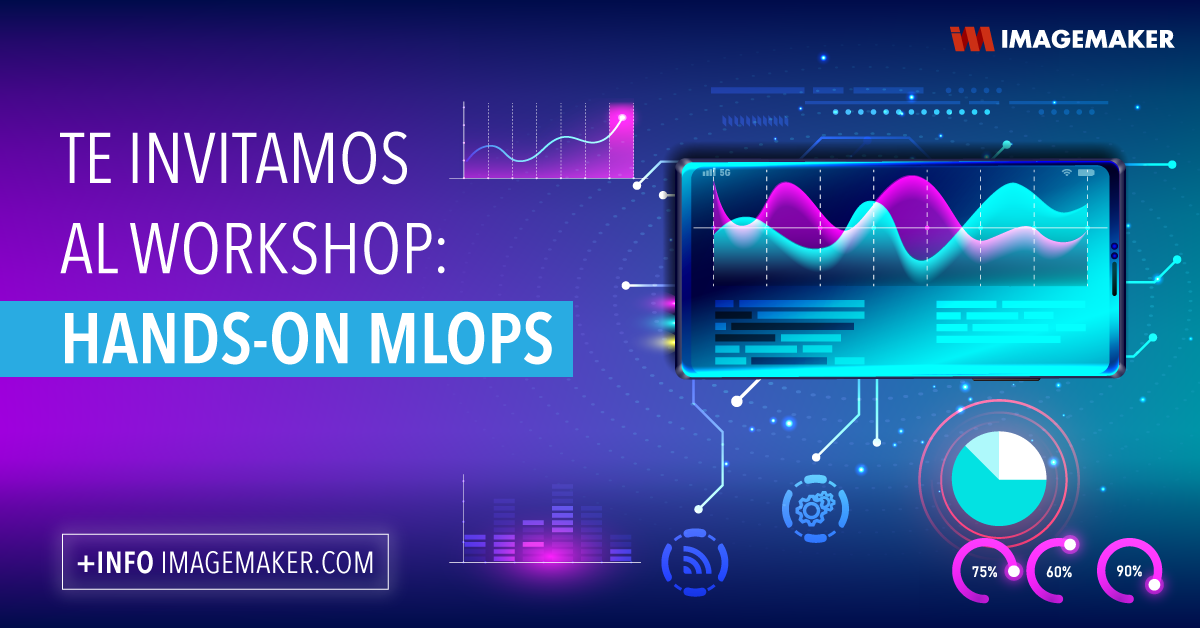 IMAGEMAKER
TE INVITAMOS
AL WORKSHOP:
HANDS-ON MLOPS
5G
+INFO IMAGEMAKER.COM
75%
60%
90%